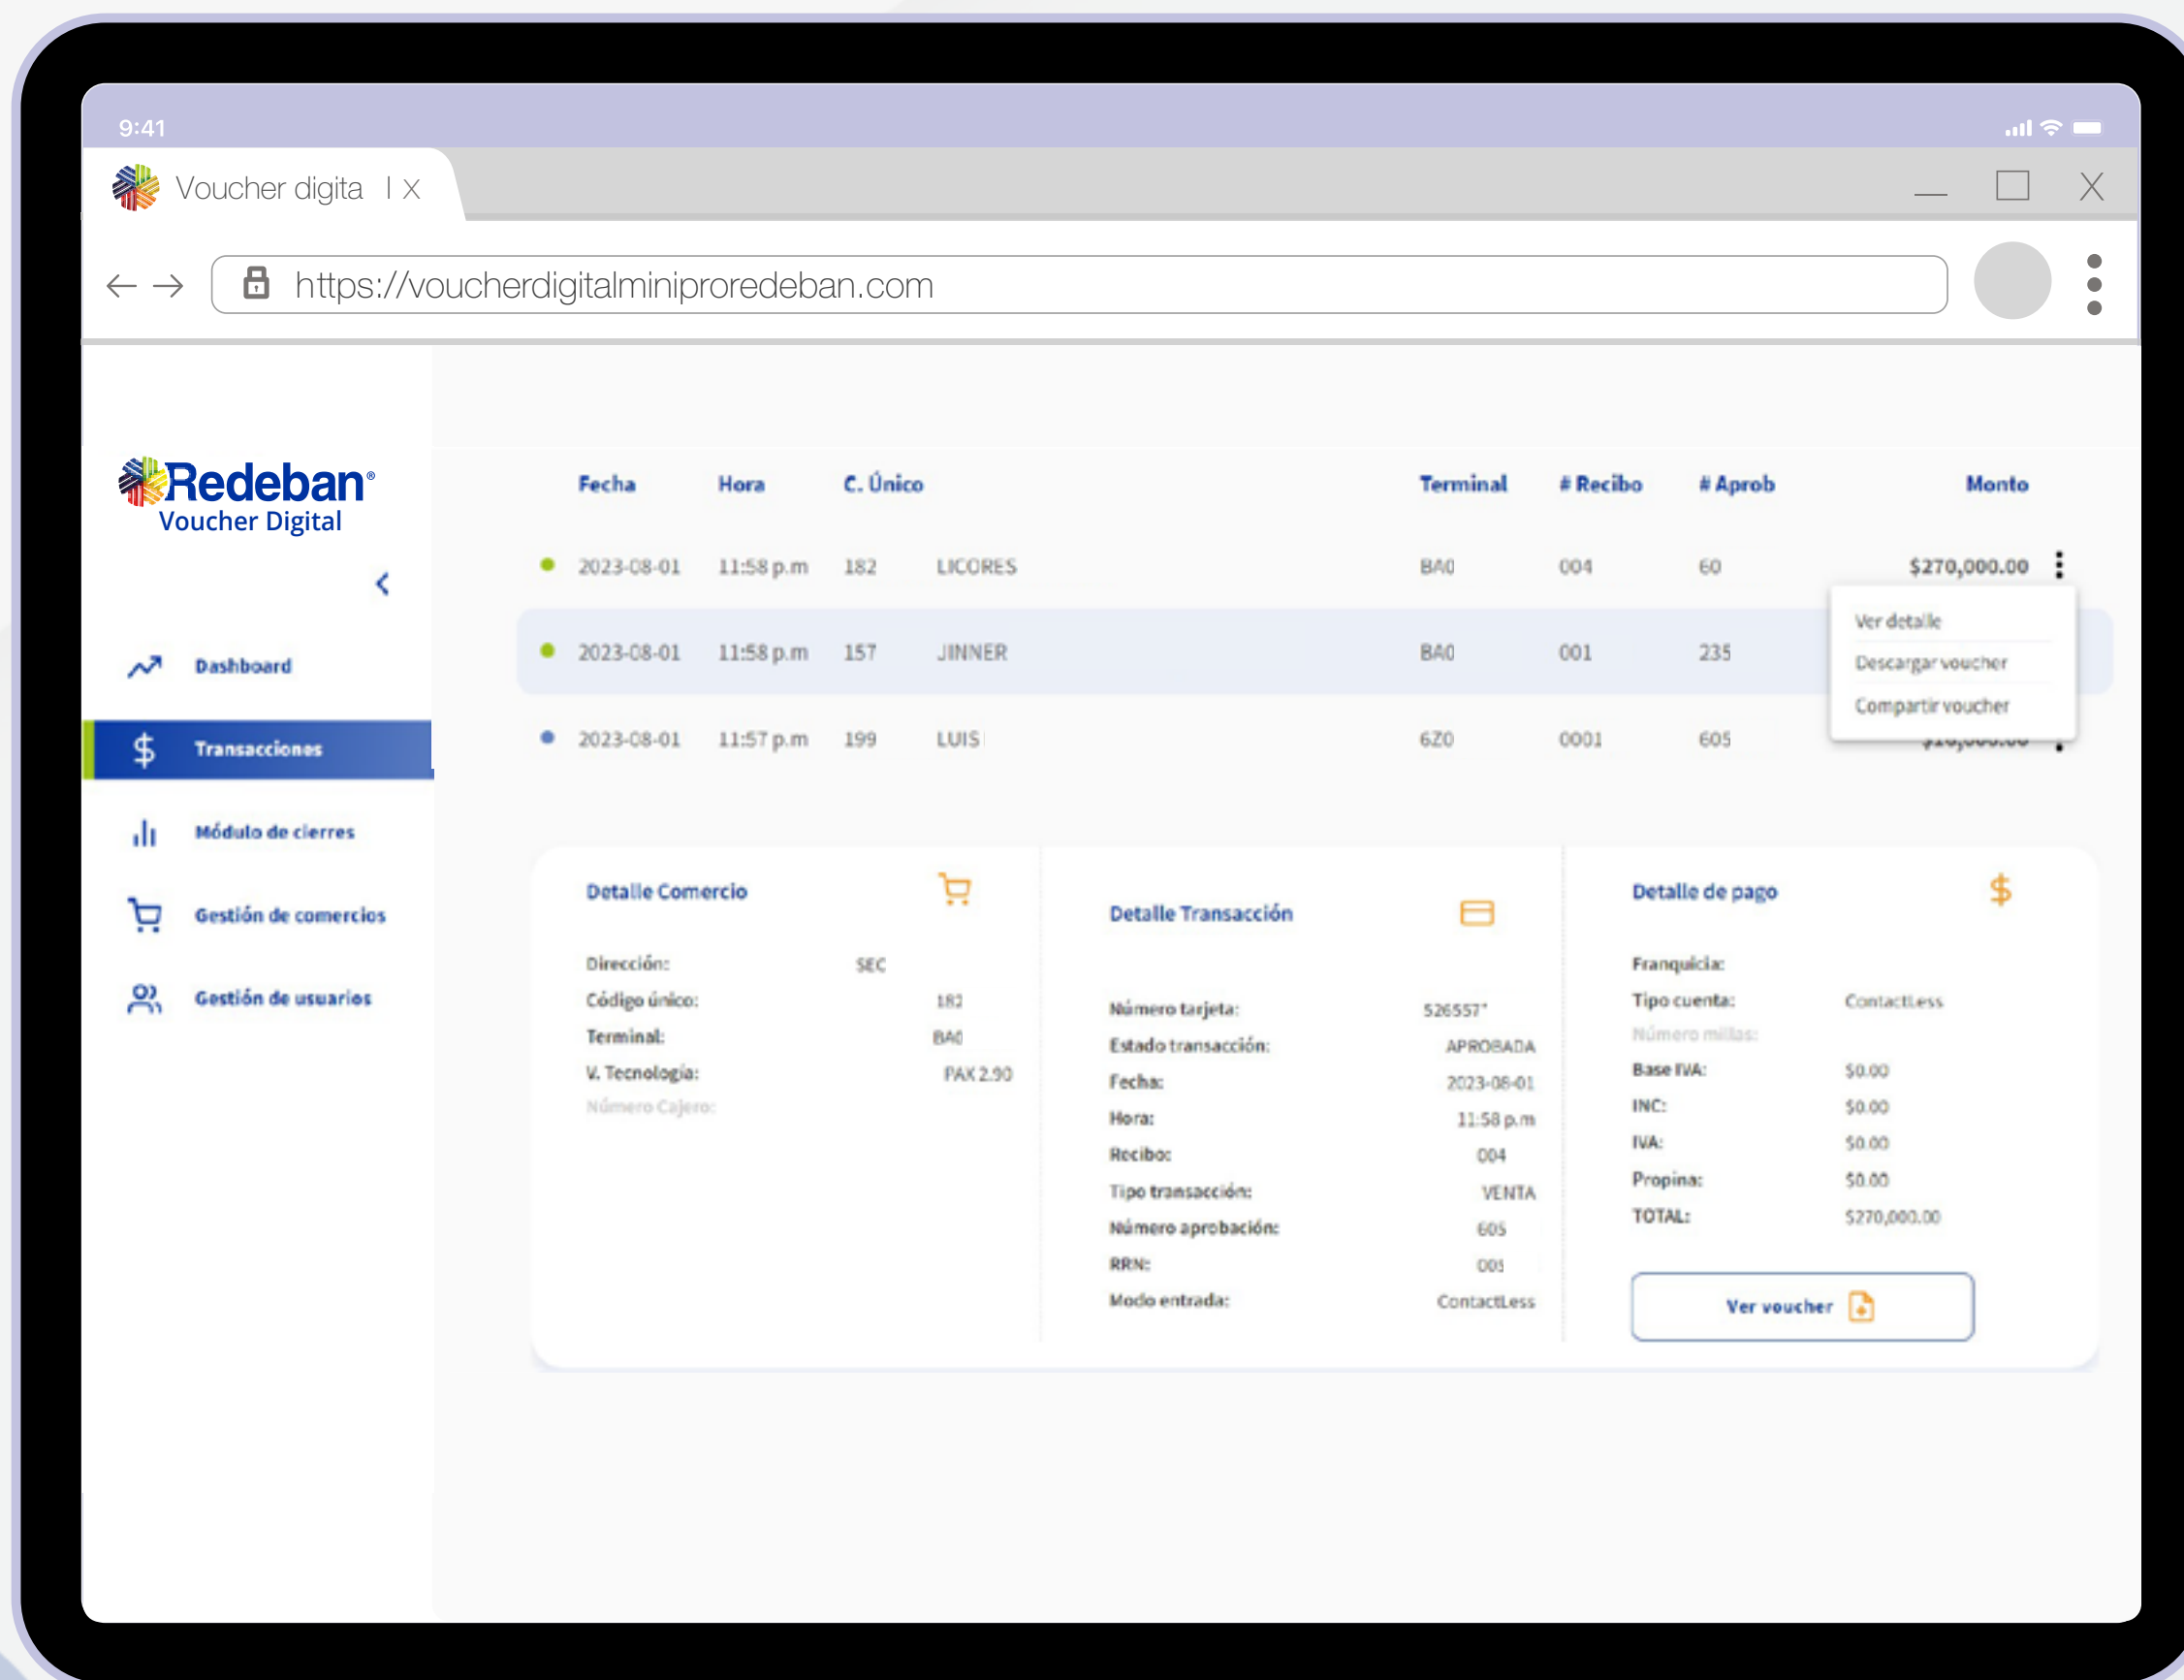 9:41
Voucher digita l X
https://voucherdigitalminiproredeban.com
Redeban®
Voucher Digital
Dashboard
Transacciones
Módulo de cierres
Gestión de comercios
Gestión de usuarios
Fecha Hora C. Único Terminal # Recibo # Aprob Monto
2023-08-01 11:58 p.m 182 LICORES BA0 004 60 $270,000.00
2023-08-01 11:58 p.m 157 JINNER BA0 001 235
2023-08-01 11:57 p.m 199 LUIS 6Z0 0001 605
Ver detalle
Descargar voucher
Compartir voucher
Detalle Comercio
Dirección: SEC
Código único: 182
Terminal: BA0
V. Tecnología: PAX 2.90
Número Cajero:
Detalle Transacción
Número tarjeta: 526557*
Estado transacción: APROBADA
Fecha: 2023-08-01
Hora: 11:58 p.m
Recibo: 004
Tipo transacción: VENTA
Número aprobación: 605
RRN: 005
Modo entrada: ContactLess
Detalle de pago
Franquicia:
Tipo cuenta: ContactLess
Número millas:
Base IVA: $0.00
INC: $0.00
IVA: $0.00
Propina: $0.00
TOTAL: $270,000.00
Ver voucher